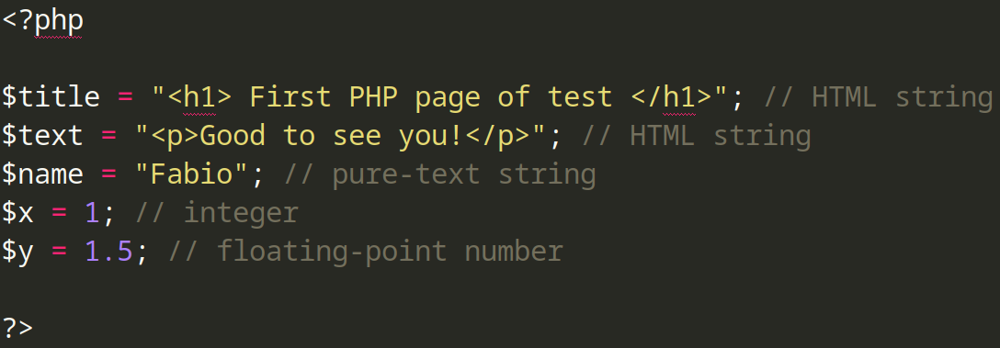 <?php
$title = "<h1> First PHP page of test </h1>"; // HTML string
$text = "<p>Good to see you!</p>"; // HTML string
$name = "Fabio"; // pure-text string
$x = 1; // integer
$y = 1.5; // floating-point number
?>